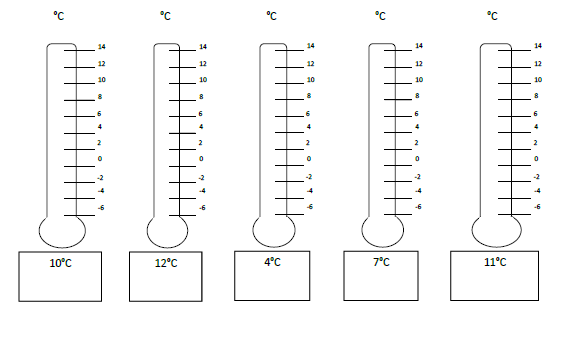 °C °C °C °C °C
14 14 14 14 14
12 12 12 12 12
10 10 10 10 10
8 8 8 8 8
6 6 6 6 6
4 4 4 4 4
2 2 2 2 2
0 0 0 0 0
-2 -2 -2 -2 -2
-4 -4 -4 -4 -4
-6 -6 -6 -6 -6
10°C 12°C 4°C 7°C 11°C